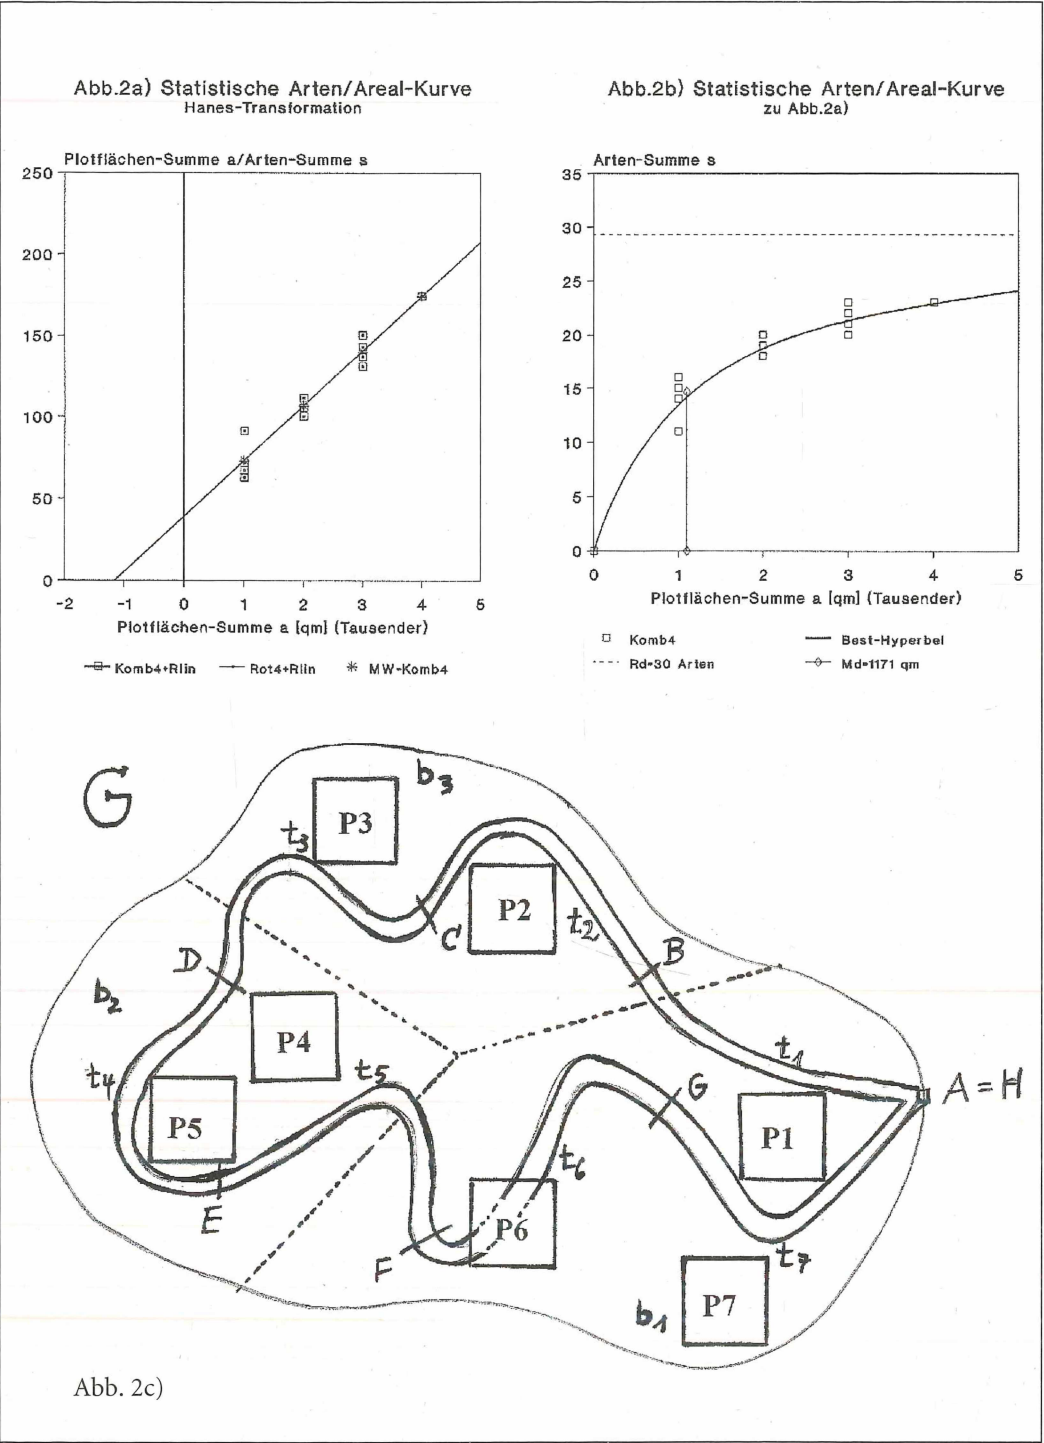 Abb.2a) Statistische Arten/Areal-Kurve
Hanes-Transformation
Plotflächen-Summe a/Arten-Summe s
250
200
150
100
50
0
-2 -1 0 1 2 3 4 5
Plotflächen-Summe a [qm] (Tausender)
Komb4+Rlin Rot4+Rlin MW-Komb4
Abb.2b) Statistische Arten/Areal-Kurve
zu Abb.2a)
Arten-Summe s
35
30
25
20
15
10
5
0
0 1 2 3 4 5
Plotflächen-Summe a [qm] (Tausender)
Komb4 Best-Hyperbel
Rd=30 Arten Md=1171 qm
G
b3
P3
t3
P2
C
t2
B
D
b2
P4
t1
t4
t5
G
A=H
P5
P1
t6
E
P6
F
t7
P7
b1
Abb. 2c)